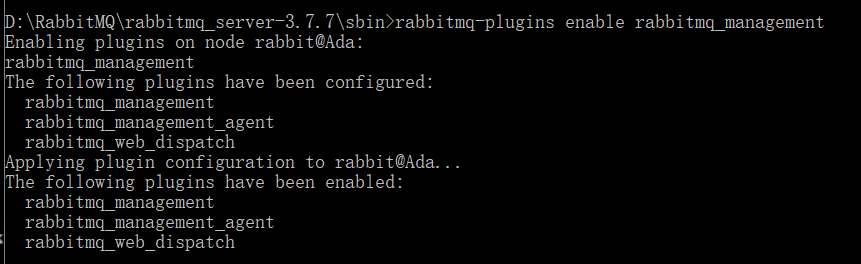 D:\RabbitMQ\rabbitmq_server-3.7.7\sbin>rabbitmq-plugins enable rabbitmq_management
Enabling plugins on node rabbit@Ada:
rabbitmq_management
The following plugins have been configured:
  rabbitmq_management
  rabbitmq_management_agent
  rabbitmq_web_dispatch
Applying plugin configuration to rabbit@Ada...
The following plugins have been enabled:
  rabbitmq_management
  rabbitmq_management_agent
  rabbitmq_web_dispatch